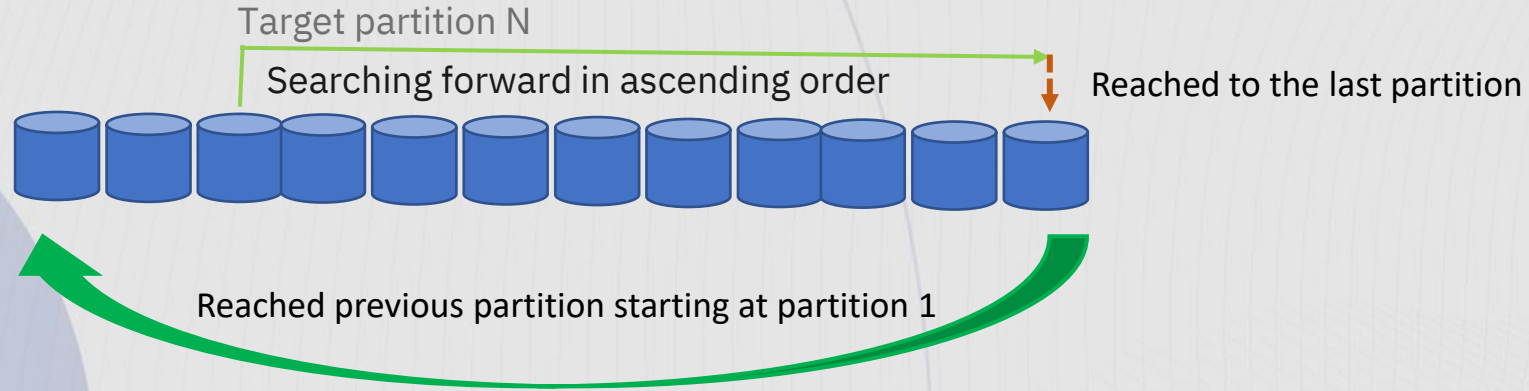 Target partition N
Searching forward in ascending order
Reached to the last partition
Reached previous partition starting at partition 1